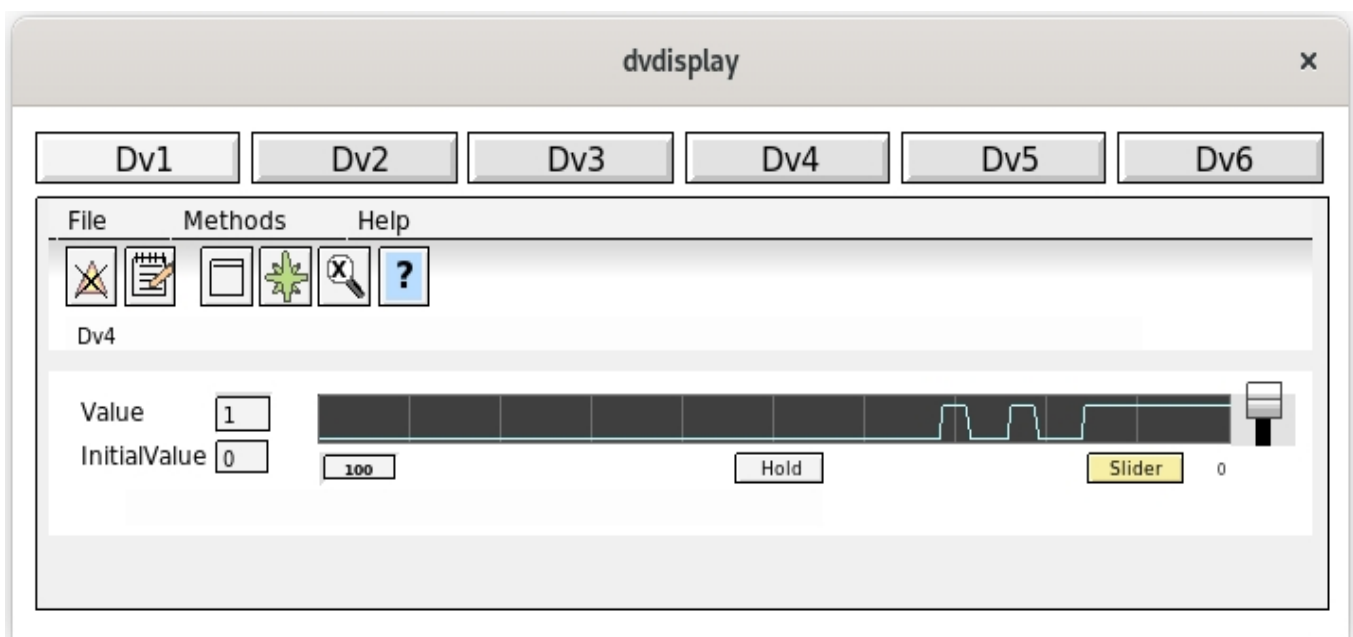 dvdisplay ×
Dv1 Dv2 Dv3 Dv4 Dv5 Dv6
File Methods Help
X ?
Dv4
Value 1
InitialValue 0
100 Hold Slider 0